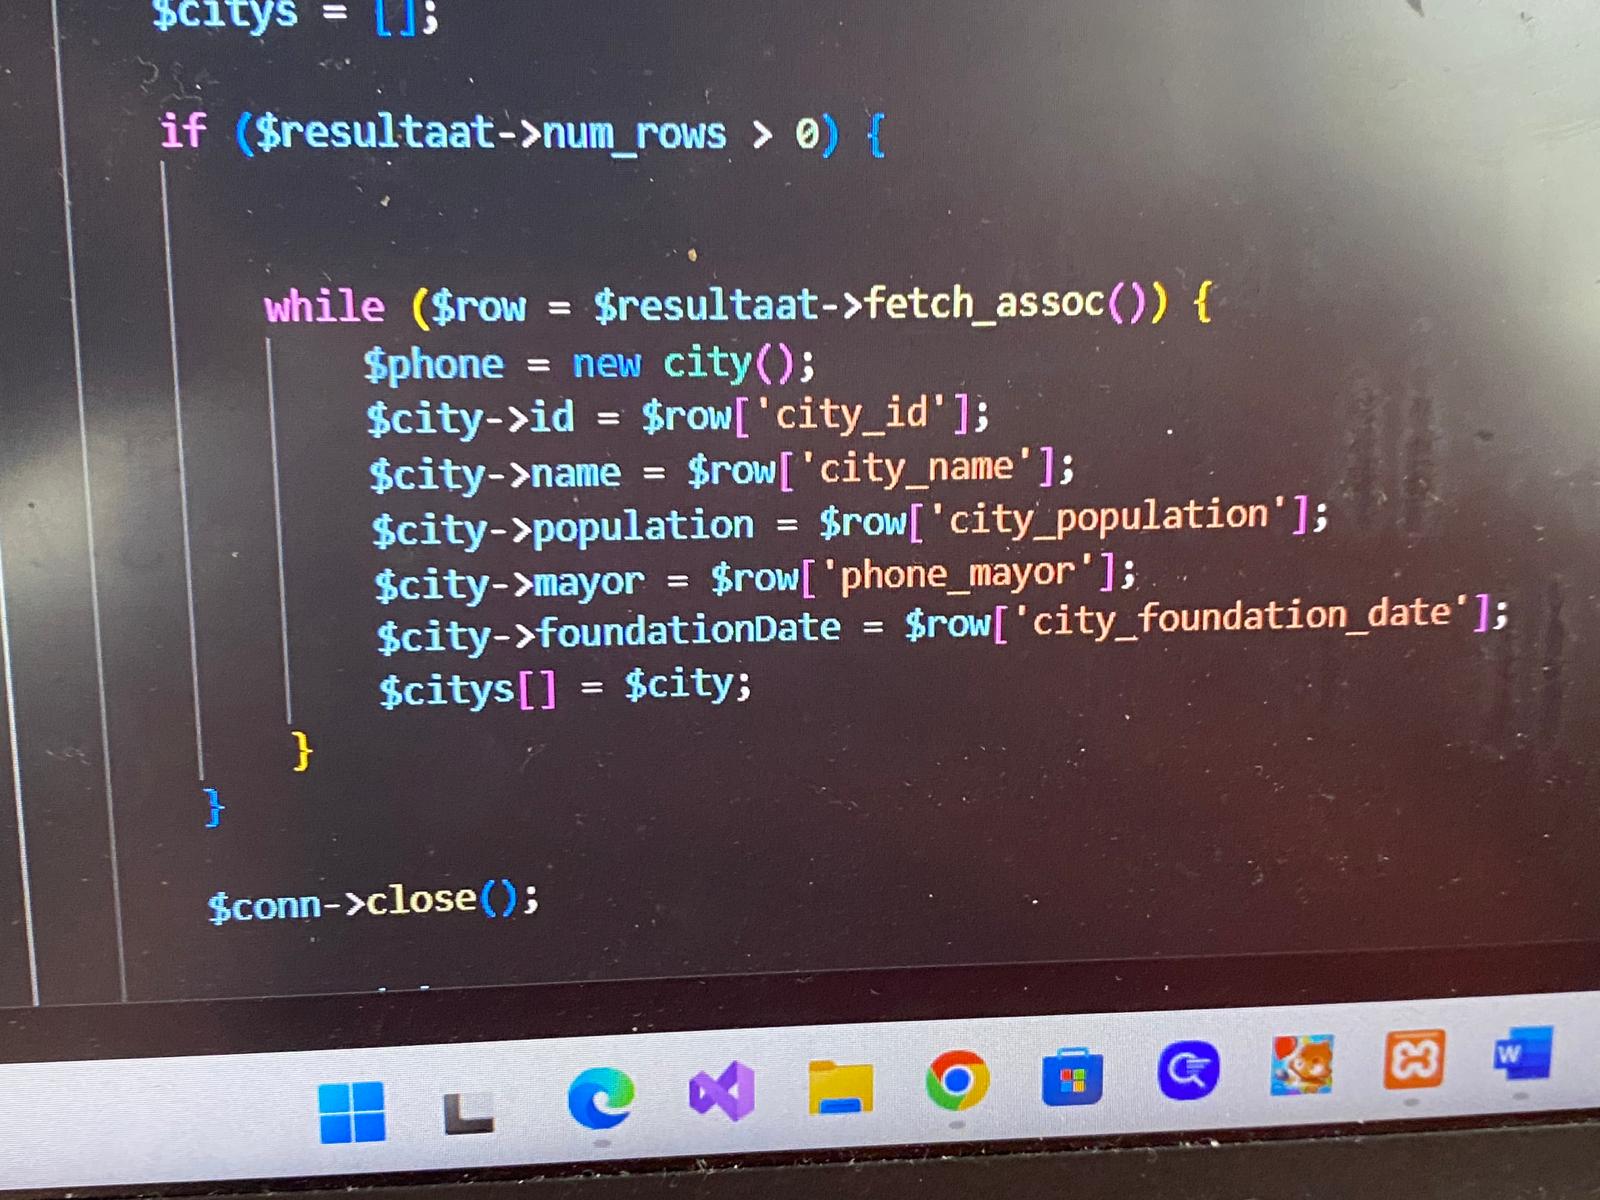 $citys = [];
if ($resultaat->num_rows > 0) {
while ($row = $resultaat->fetch_assoc()) {
$phone = new city();
$city->id = $row['city_id'];
$city->name = $row['city_name'];
$city->population = $row['city_population'];
$city->mayor = $row['phone_mayor'];
$city->foundationDate = $row['city_foundation_date'];
$citys[] = $city;
}
}
$conn->close();
W